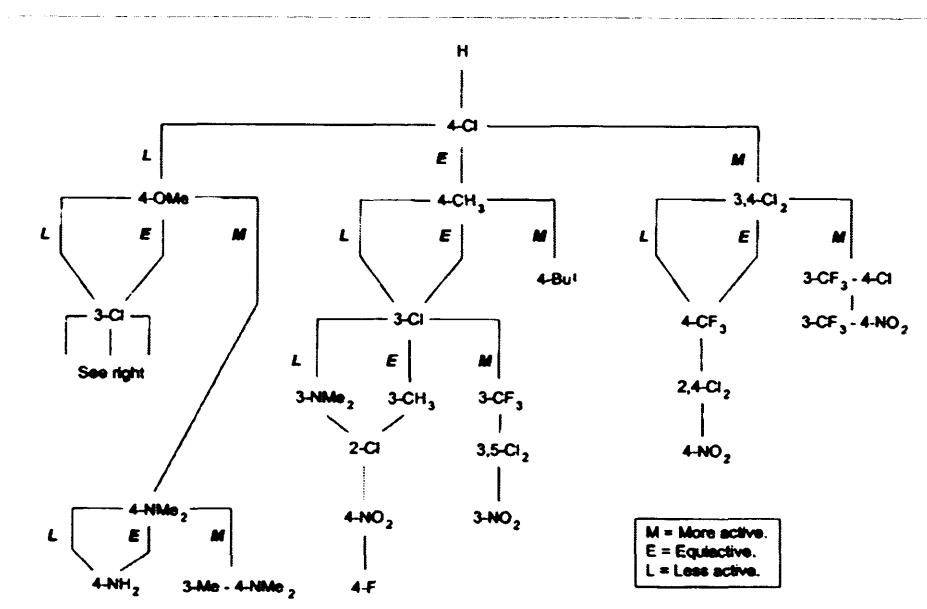 H
4-Cl
L E M
4-OMe 4-CH₃ 3,4-Cl₂
L E M L E M L E M
4-Buᵗ 3-CF₃ - 4-Cl
3-Cl 3-Cl 4-CF₃ 3-CF₃ - 4-NO₂
L E M
See right
3-NMe₂ 3-CH₃ 3-CF₃ 2,4-Cl₂
2-Cl 3,5-Cl₂ 4-NO₂
4-NMe₂ 4-NO₂ 3-NO₂
L E M
M = More active.
E = Equiactive.
L = Less active.
4-NH₂ 3-Me - 4-NMe₂ 4-F